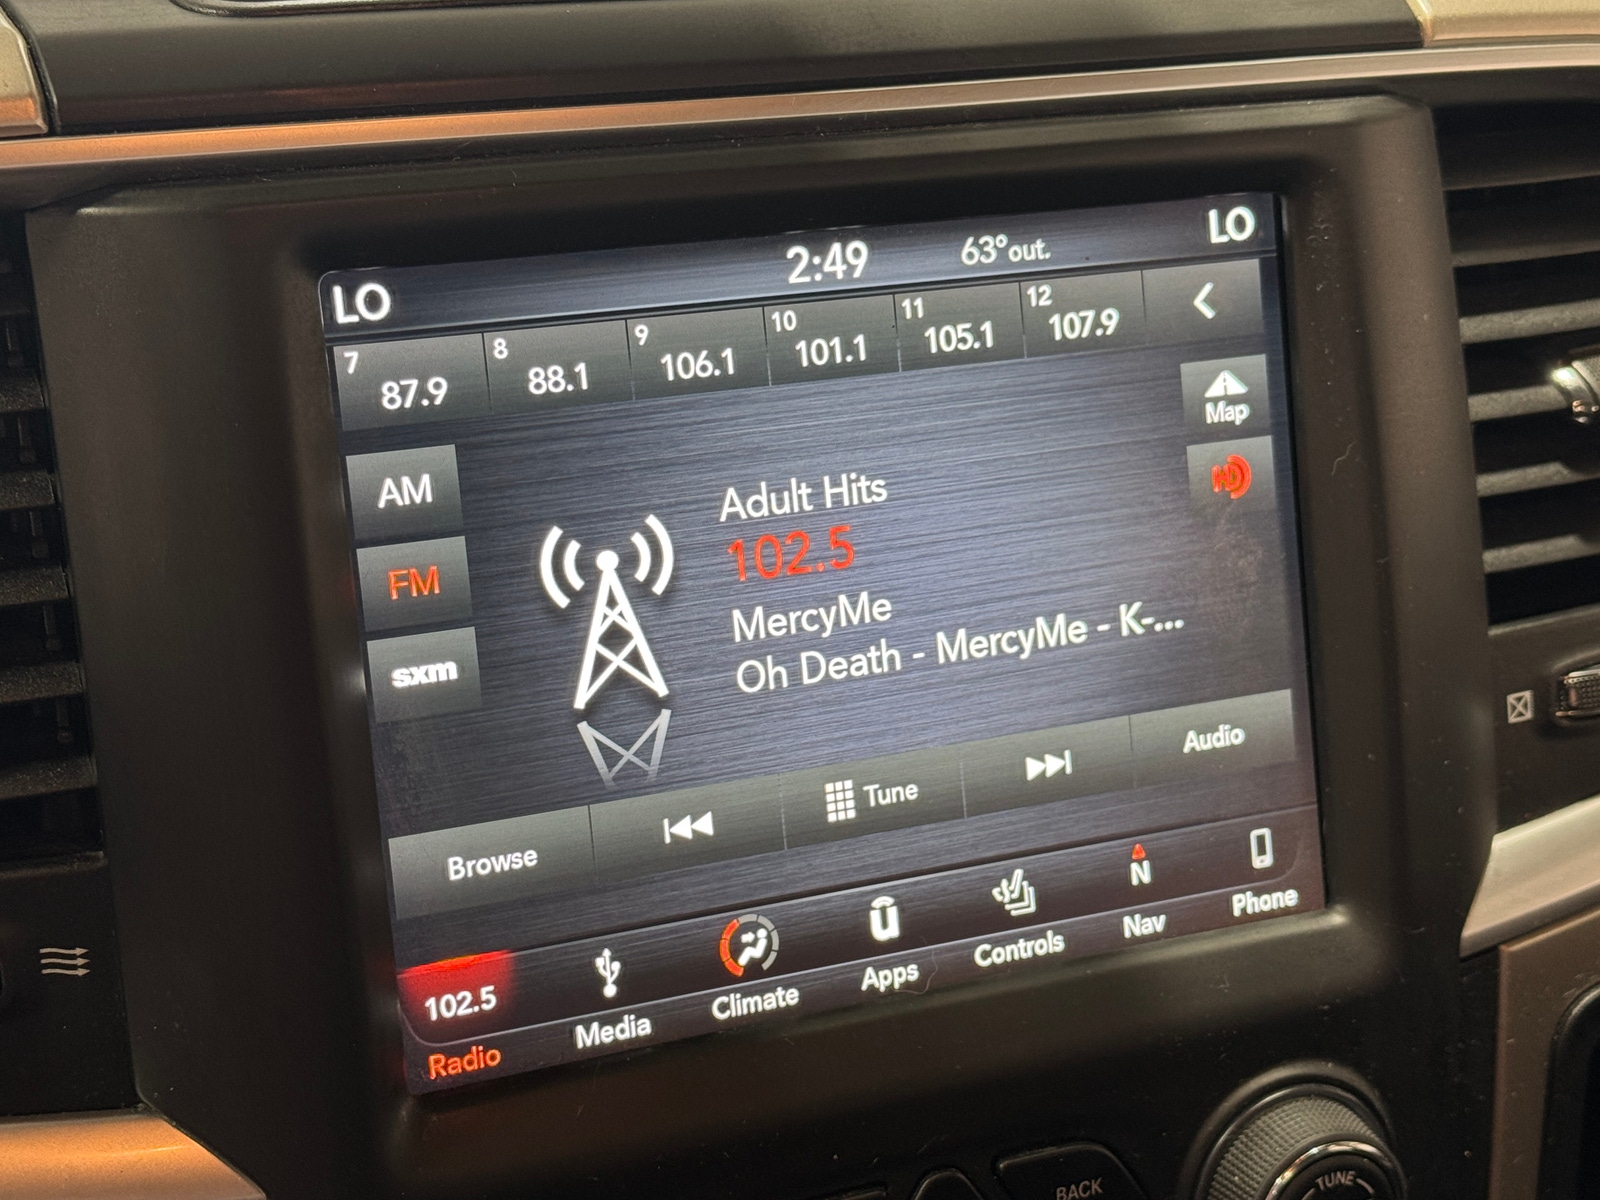 LO 2:49 63°out. LO
7 87.9 8 88.1 9 106.1 10 101.1 11 105.1 12 107.9
Map
AM
HD
FM
sxm
Adult Hits
102.5
MercyMe
Oh Death - MercyMe - K-...
Browse Tune Audio
102.5 U N
Radio Media Climate Apps Controls Nav Phone
BACK
TUNE